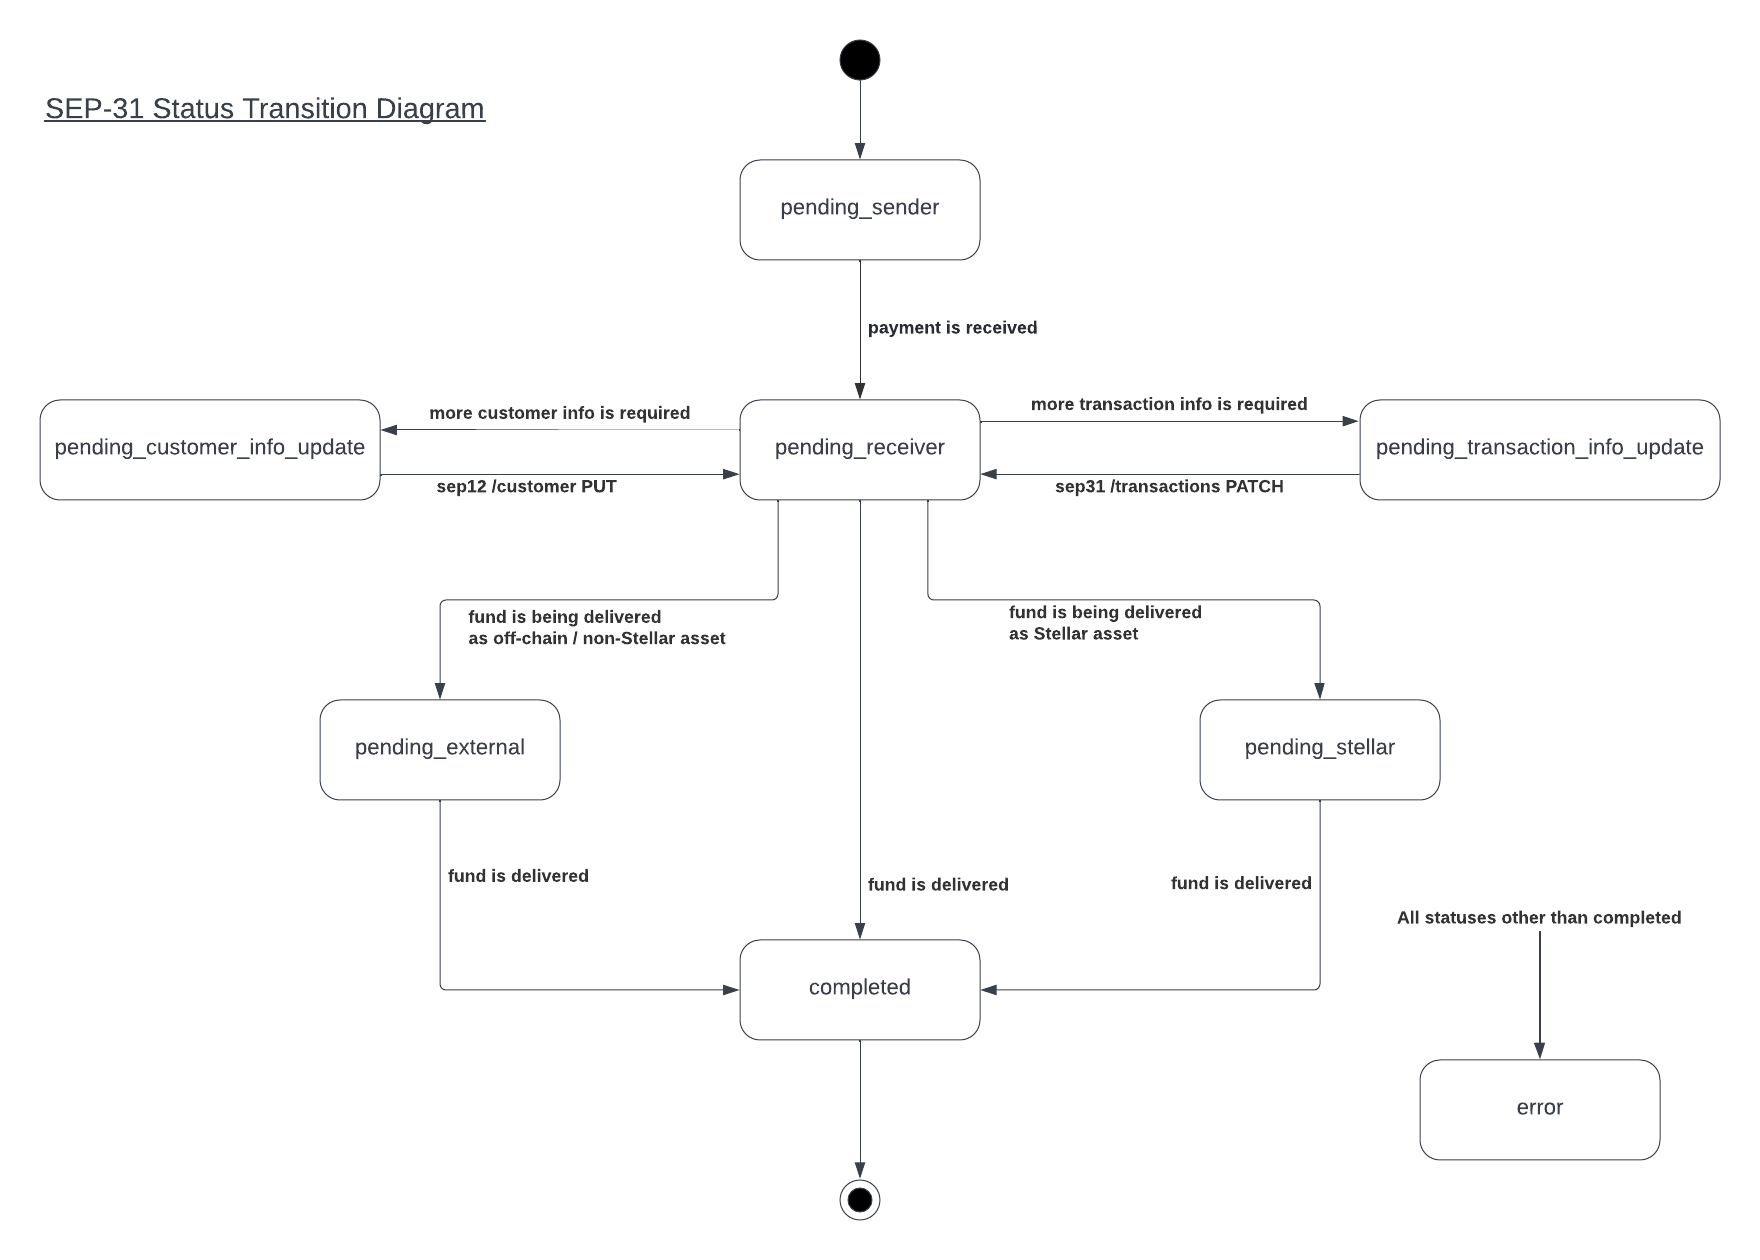 SEP-31 Status Transition Diagram
pending_sender
payment is received
more customer info is required
more transaction info is required
pending_customer_info_update
pending_receiver
pending_transaction_info_update
sep12 /customer PUT
sep31 /transactions PATCH
fund is being delivered
as off-chain / non-Stellar asset
fund is being delivered
as Stellar asset
pending_external
pending_stellar
fund is delivered
fund is delivered
fund is delivered
All statuses other than completed
completed
error